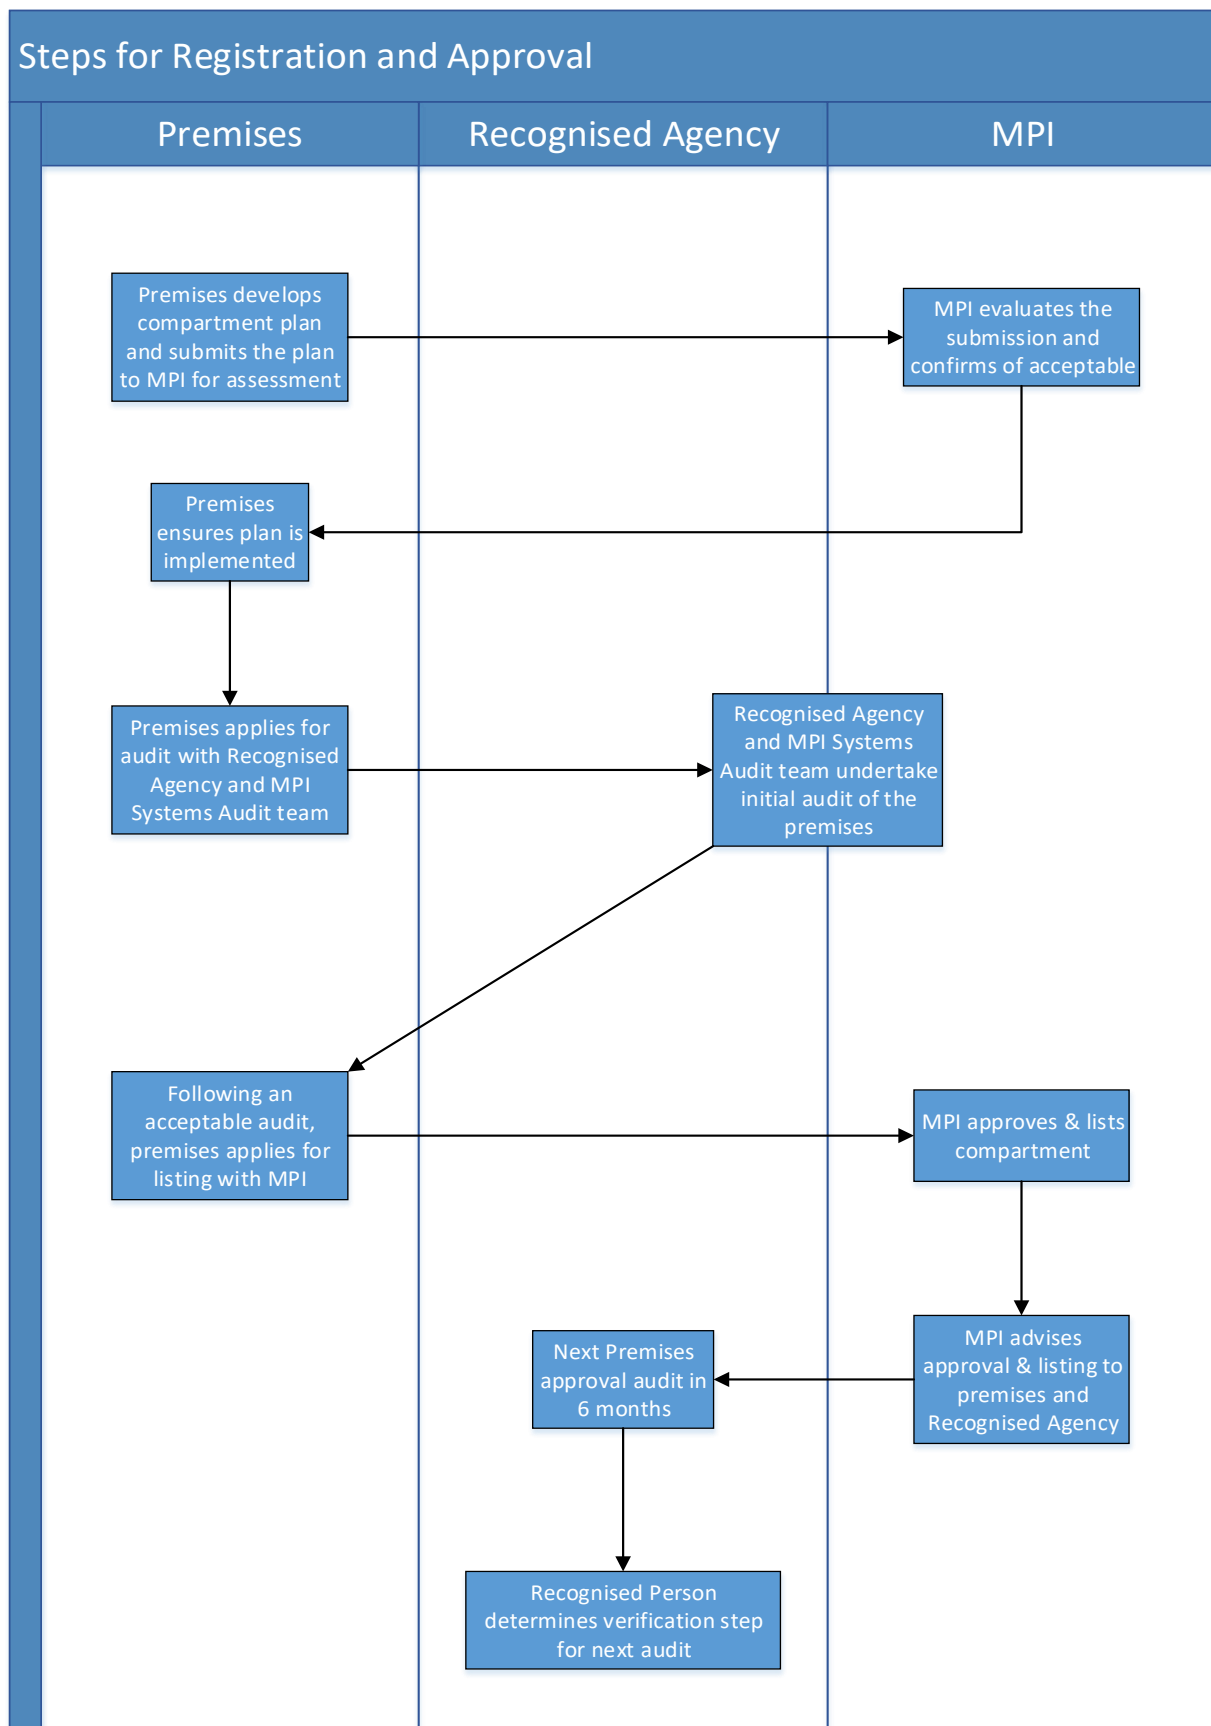 Steps for Registration and Approval
Premises
Recognised Agency
MPI
Premises develops
compartment plan
and submits the plan
to MPI for assessment
MPI evaluates the
submission and
confirms of acceptable
Premises
ensures plan is
implemented
Premises applies for
audit with Recognised
Agency and MPI
Systems Audit team
Recognised Agency
and MPI Systems
Audit team undertake
initial audit of the
premises
Following an
acceptable audit,
premises applies for
listing with MPI
MPI approves & lists
compartment
MPI advises
approval & listing to
premises and
Recognised Agency
Next Premises
approval audit in
6 months
Recognised Person
determines verification step
for next audit